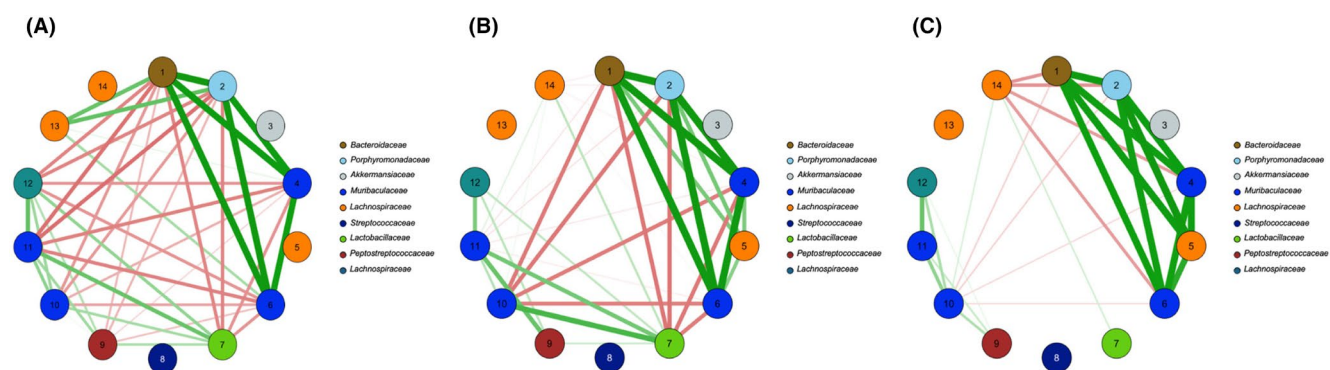 (A)
1
2
3
4
5
6
7
8
9
10
11
12
13
14
Bacteroidaceae
Porphyromonadaceae
Akkermansiaceae
Muribaculaceae
Lachnospiraceae
Streptococcaceae
Lactobacillaceae
Peptostreptococcaceae
Lachnospiraceae
(B)
1
2
3
4
5
6
7
8
9
10
11
12
13
14
Bacteroidaceae
Porphyromonadaceae
Akkermansiaceae
Muribaculaceae
Lachnospiraceae
Streptococcaceae
Lactobacillaceae
Peptostreptococcaceae
Lachnospiraceae
(C)
1
2
3
4
5
6
7
8
9
10
11
12
13
14
Bacteroidaceae
Porphyromonadaceae
Akkermansiaceae
Muribaculaceae
Lachnospiraceae
Streptococcaceae
Lactobacillaceae
Peptostreptococcaceae
Lachnospiraceae